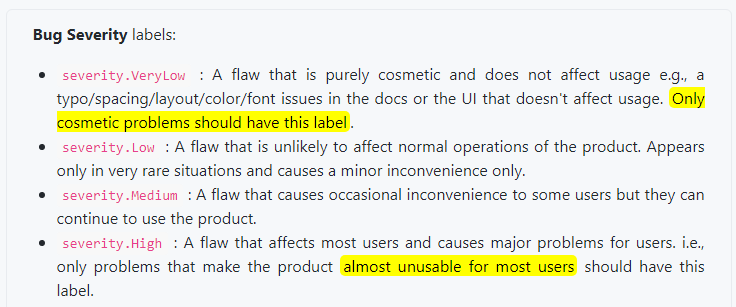 Bug Severity labels:
severity.VeryLow : A flaw that is purely cosmetic and does not affect usage e.g., a
typo/spacing/layout/color/font issues in the docs or the UI that doesn't affect usage. Only
cosmetic problems should have this label.
severity.Low : A flaw that is unlikely to affect normal operations of the product. Appears
only in very rare situations and causes a minor inconvenience only.
severity.Medium : A flaw that causes occasional inconvenience to some users but they can
continue to use the product.
severity.High : A flaw that affects most users and causes major problems for users. i.e.,
only problems that make the product almost unusable for most users should have this
label.